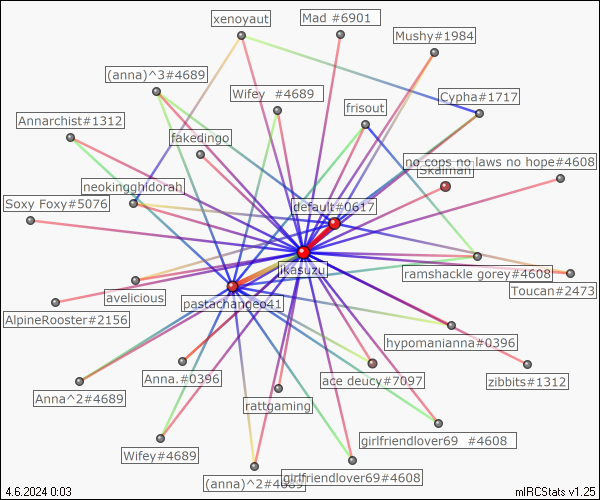 xenoyaut
Mad #6901
Mushy#1984
(anna)^3#4689
Wifey  #4689
Cypha#1717
frisout
Annarchist#1312
fakedingo
no cops no laws no hope#4608
Skalman
neokingghidorah
Soxy Foxy#5076
default#0617
ikasuzu
ramshackle gorey#4608
Toucan#2473
avelicious
pastachangeo41
AlpineRooster#2156
hypomanianna#0396
Anna.#0396
ace deucy#7097
zibbits#1312
Anna^2#4689
rattgaming
girlfriendlover69  #4608
Wifey#4689
(anna)^2#4689
girlfriendlover69#4608
4.6.2024 0:03
mIRCStats v1.25